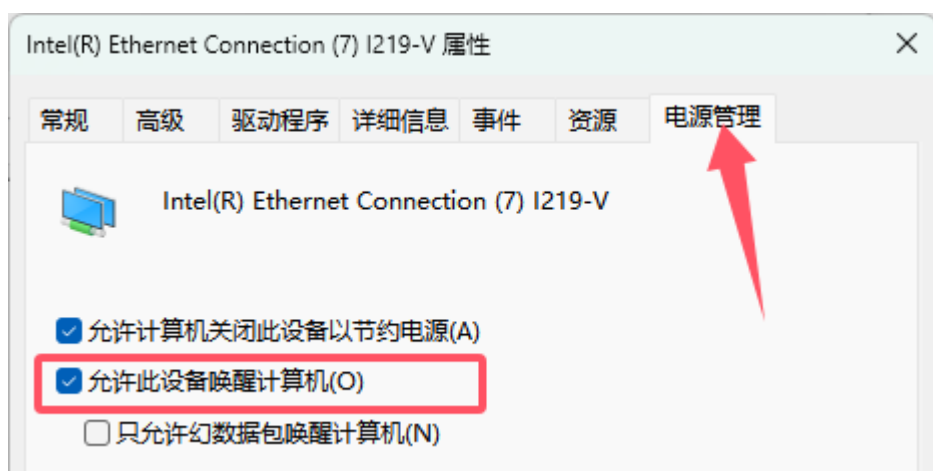 Intel(R) Ethernet Connection (7) I219-V 属性
常规 高级 驱动程序 详细信息 事件 资源 电源管理
Intel(R) Ethernet Connection (7) I219-V
允许计算机关闭此设备以节约电源(A)
允许此设备唤醒计算机(O)
只允许幻数据包唤醒计算机(N)